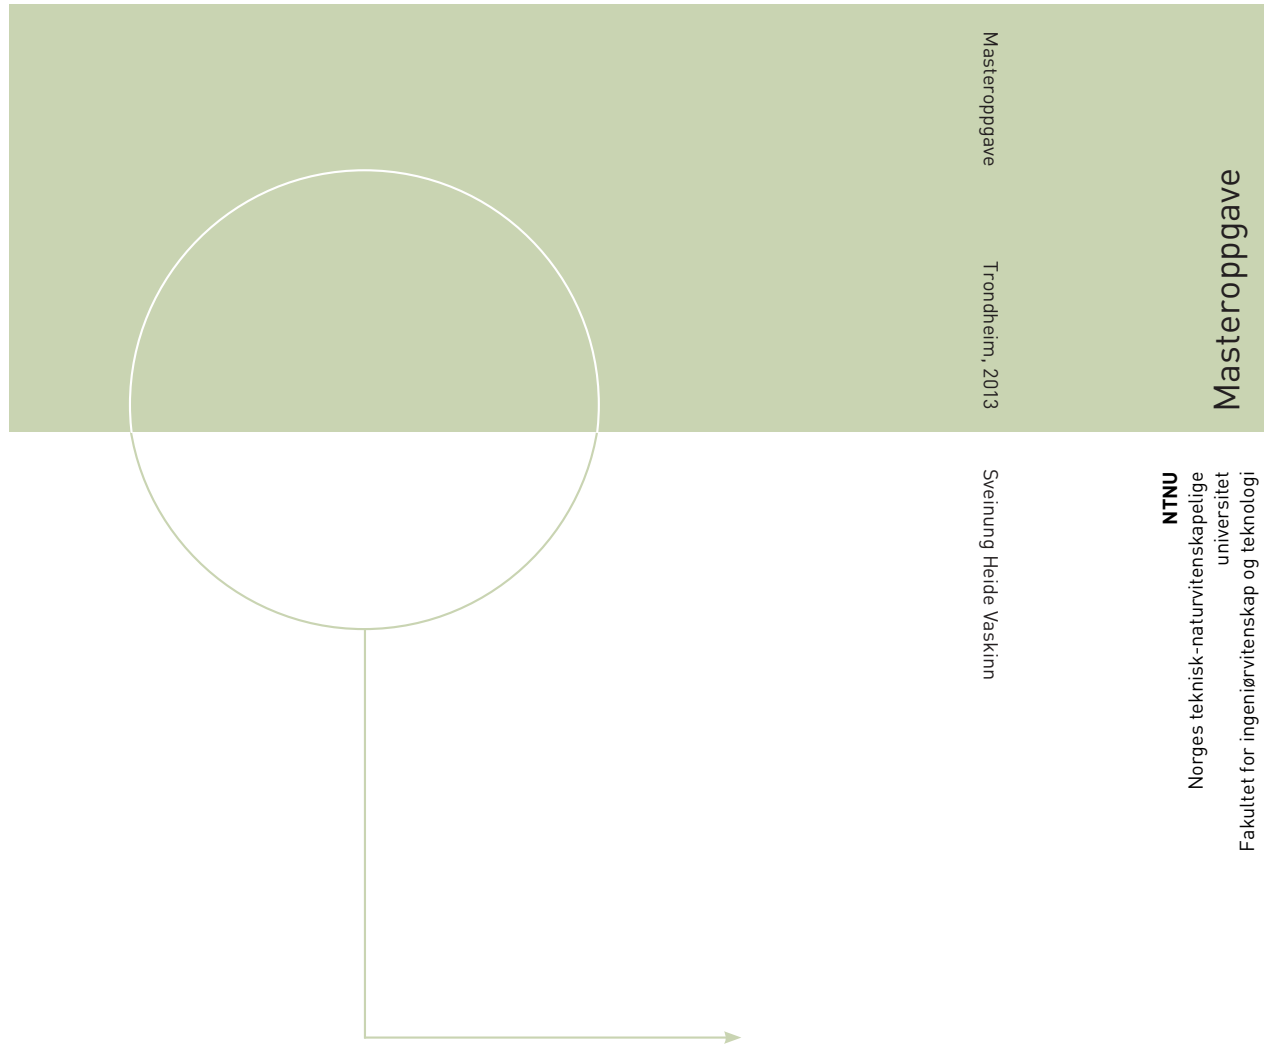 Masteroppgave
Trondheim, 2013
Sveinung Heide Vaskinn
Masteroppgave
NTNU
Norges teknisk-naturvitenskapelige
universitet
Fakultet for ingeniørvitenskap og teknologi